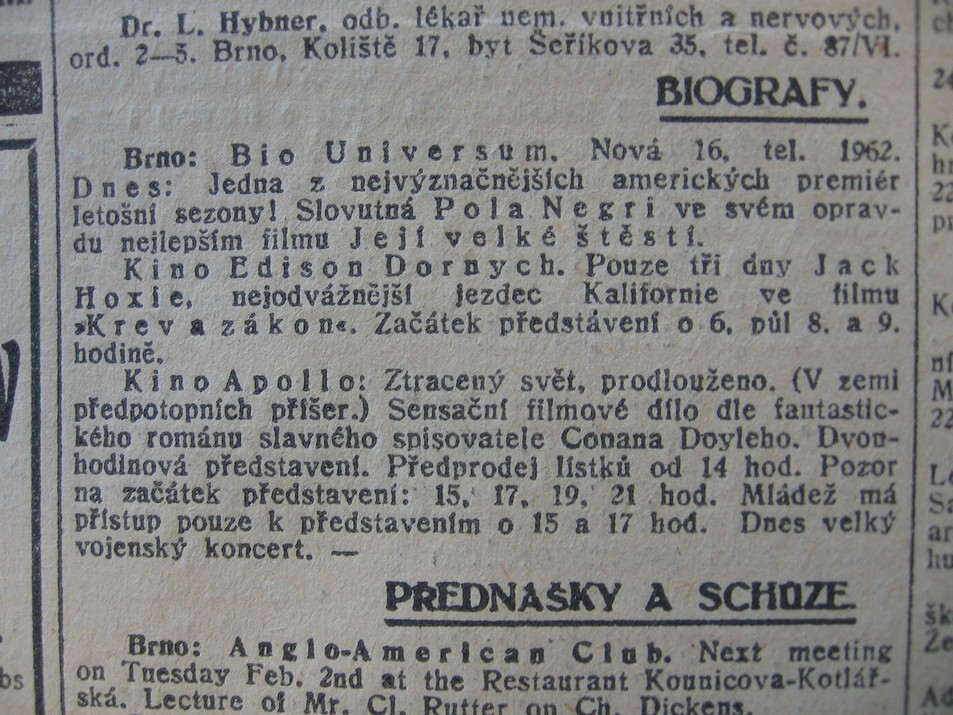 Dr. L. Hybner, odb. lékař nem. vnitřních a nervových,
ord. 2—5. Brno, Koliště 17, byt Šeříkova 35, tel. č. 87/VI.
BIOGRAFY.
Brno: Bio Universum, Nová 16, tel. 1962.
Dnes: Jedna z nejvýznačnějších amerických premiér
letošní sezony! Slovutná Pola Negri ve svém oprav-
du nejlepším filmu Její velké štěstí.
Kino Edison Dornych. Pouze tři dny Jack
Hoxie, nejodvážnější jezdec Kalifornie ve filmu
»Krev a zákon«. Začátek představení o 6, půl 8. a 9.
hodině.
Kino Apollo: Ztracený svět, prodlouženo. (V zemi
předpotopních příšer.) Sensační filmové dílo dle fantastic-
kého románu slavného spisovatele Conana Doyleho. Dvou-
hodinová představení. Předprodej lístků od 14 hod. Pozor
na začátek představení: 15, 17, 19, 21 hod. Mládež má
přístup pouze k představením o 15 a 17 hod. Dnes velký
vojenský koncert. —
PŘEDNÁŠKY A SCHŮZE.
Brno: Anglo-American Club. Next meeting
on Tuesday Feb. 2nd at the Restaurant Kounicova-Kotlář-
ská. Lecture of Mr. Cl. Rutter on Ch. Dickens.